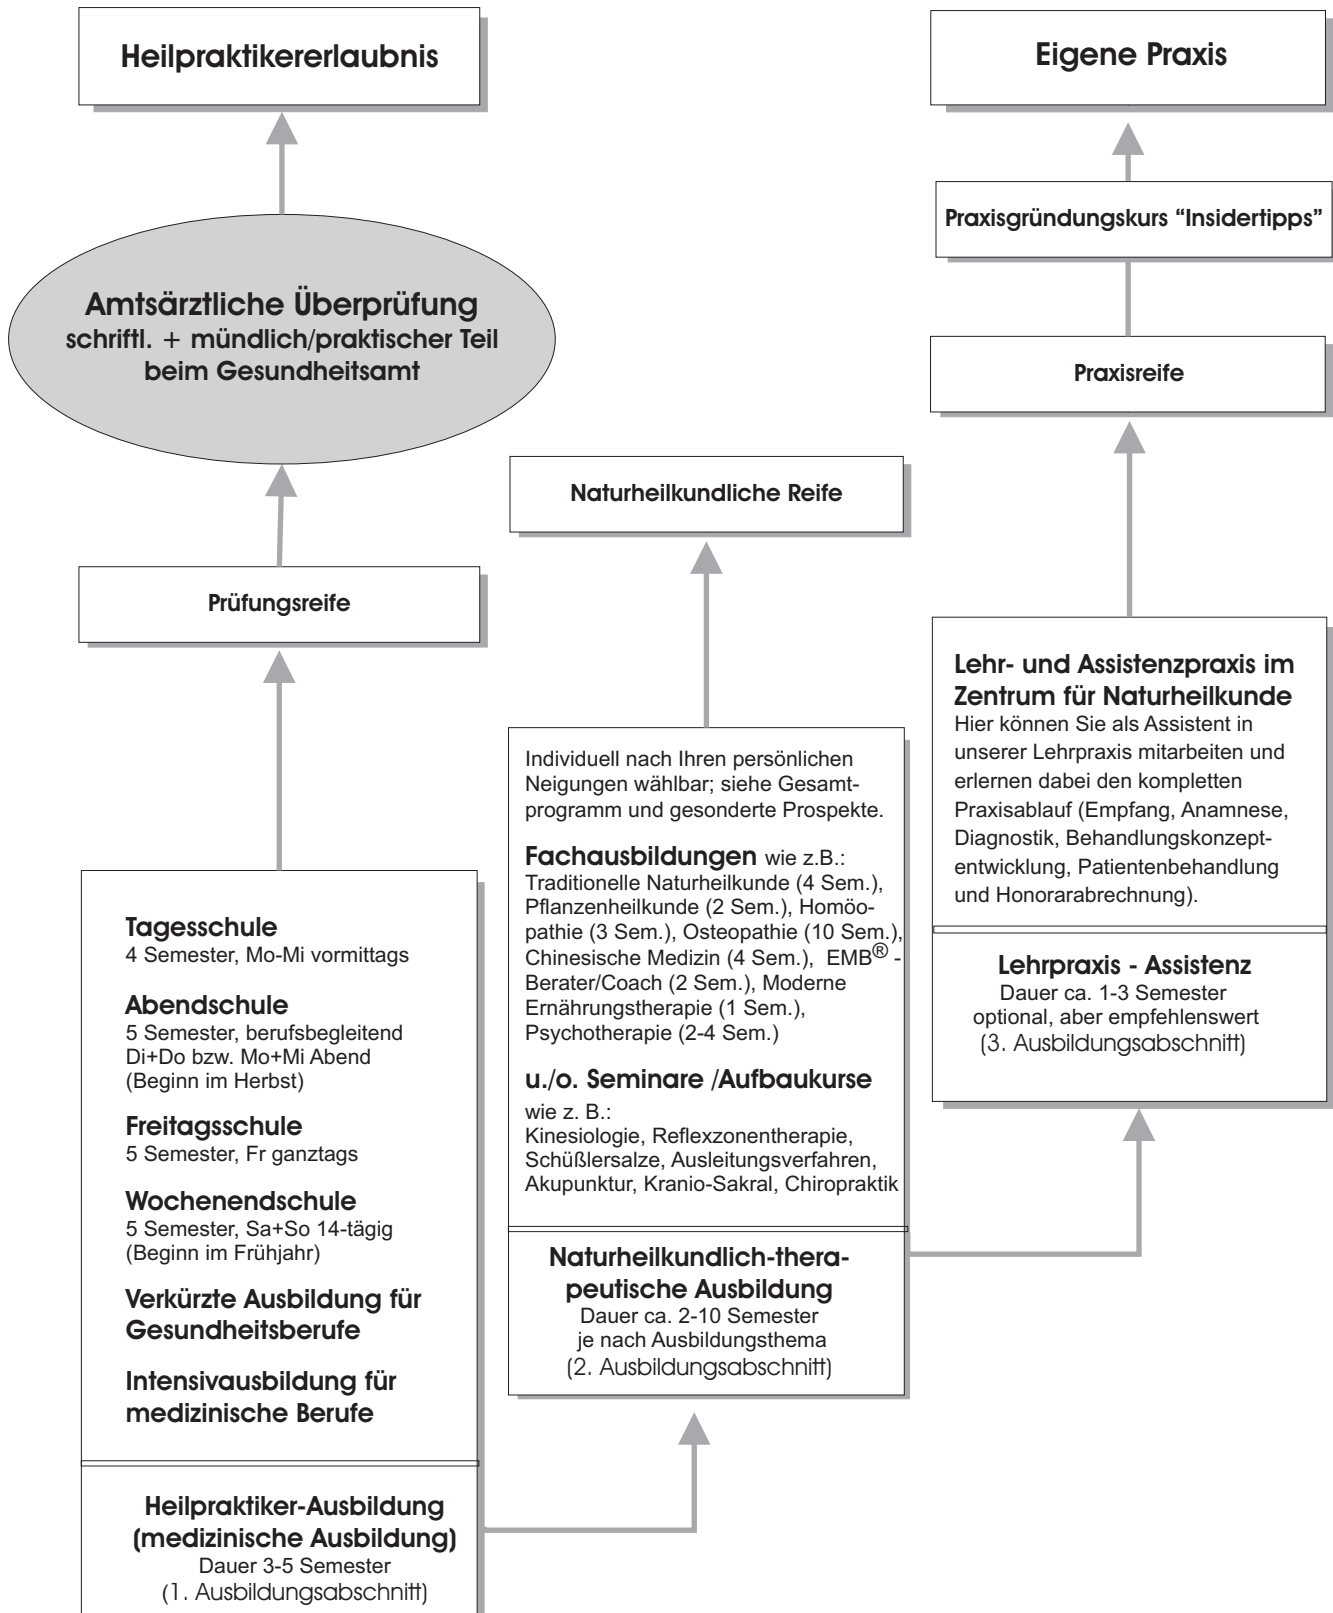 Heilpraktikererlaubnis
Amtsärztliche Überprüfung
schriftl. + mündlich/praktischer Teil
beim Gesundheitsamt
Prüfungsreife
Tagesschule
4 Semester, Mo-Mi vormittags
Abendschule
5 Semester, berufsbegleitend
Di+Do bzw. Mo+Mi Abend
(Beginn im Herbst)
Freitagsschule
5 Semester, Fr ganztags
Wochenendschule
5 Semester, Sa+So 14-tägig
(Beginn im Frühjahr)
Verkürzte Ausbildung für
Gesundheitsberufe
Intensivausbildung für
medizinische Berufe
Heilpraktiker-Ausbildung
(medizinische Ausbildung)
Dauer 3-5 Semester
(1. Ausbildungsabschnitt)
Naturheilkundliche Reife
Individuell nach Ihren persönlichen
Neigungen wählbar; siehe Gesamt-
programm und gesonderte Prospekte.
Fachausbildungen wie z.B.:
Traditionelle Naturheilkunde (4 Sem.),
Pflanzenheilkunde (2 Sem.), Homöo-
pathie (3 Sem.), Osteopathie (10 Sem.),
Chinesische Medizin (4 Sem.), EMB® -
Berater/Coach (2 Sem.), Moderne
Ernährungstherapie (1 Sem.),
Psychotherapie (2-4 Sem.)
u./o. Seminare /Aufbaukurse
wie z. B.:
Kinesiologie, Reflexzonentherapie,
Schüßlersalze, Ausleitungsverfahren,
Akupunktur, Kranio-Sakral, Chiropraktik
Naturheilkundlich-thera-
peutische Ausbildung
Dauer ca. 2-10 Semester
je nach Ausbildungsthema
(2. Ausbildungsabschnitt)
Eigene Praxis
Praxisgründungskurs “Insidertipps”
Praxisreife
Lehr- und Assistenzpraxis im
Zentrum für Naturheilkunde
Hier können Sie als Assistent in
unserer Lehrpraxis mitarbeiten und
erlernen dabei den kompletten
Praxisablauf (Empfang, Anamnese,
Diagnostik, Behandlungskonzept-
entwicklung, Patientenbehandlung
und Honorarabrechnung).
Lehrpraxis - Assistenz
Dauer ca. 1-3 Semester
optional, aber empfehlenswert
(3. Ausbildungsabschnitt)